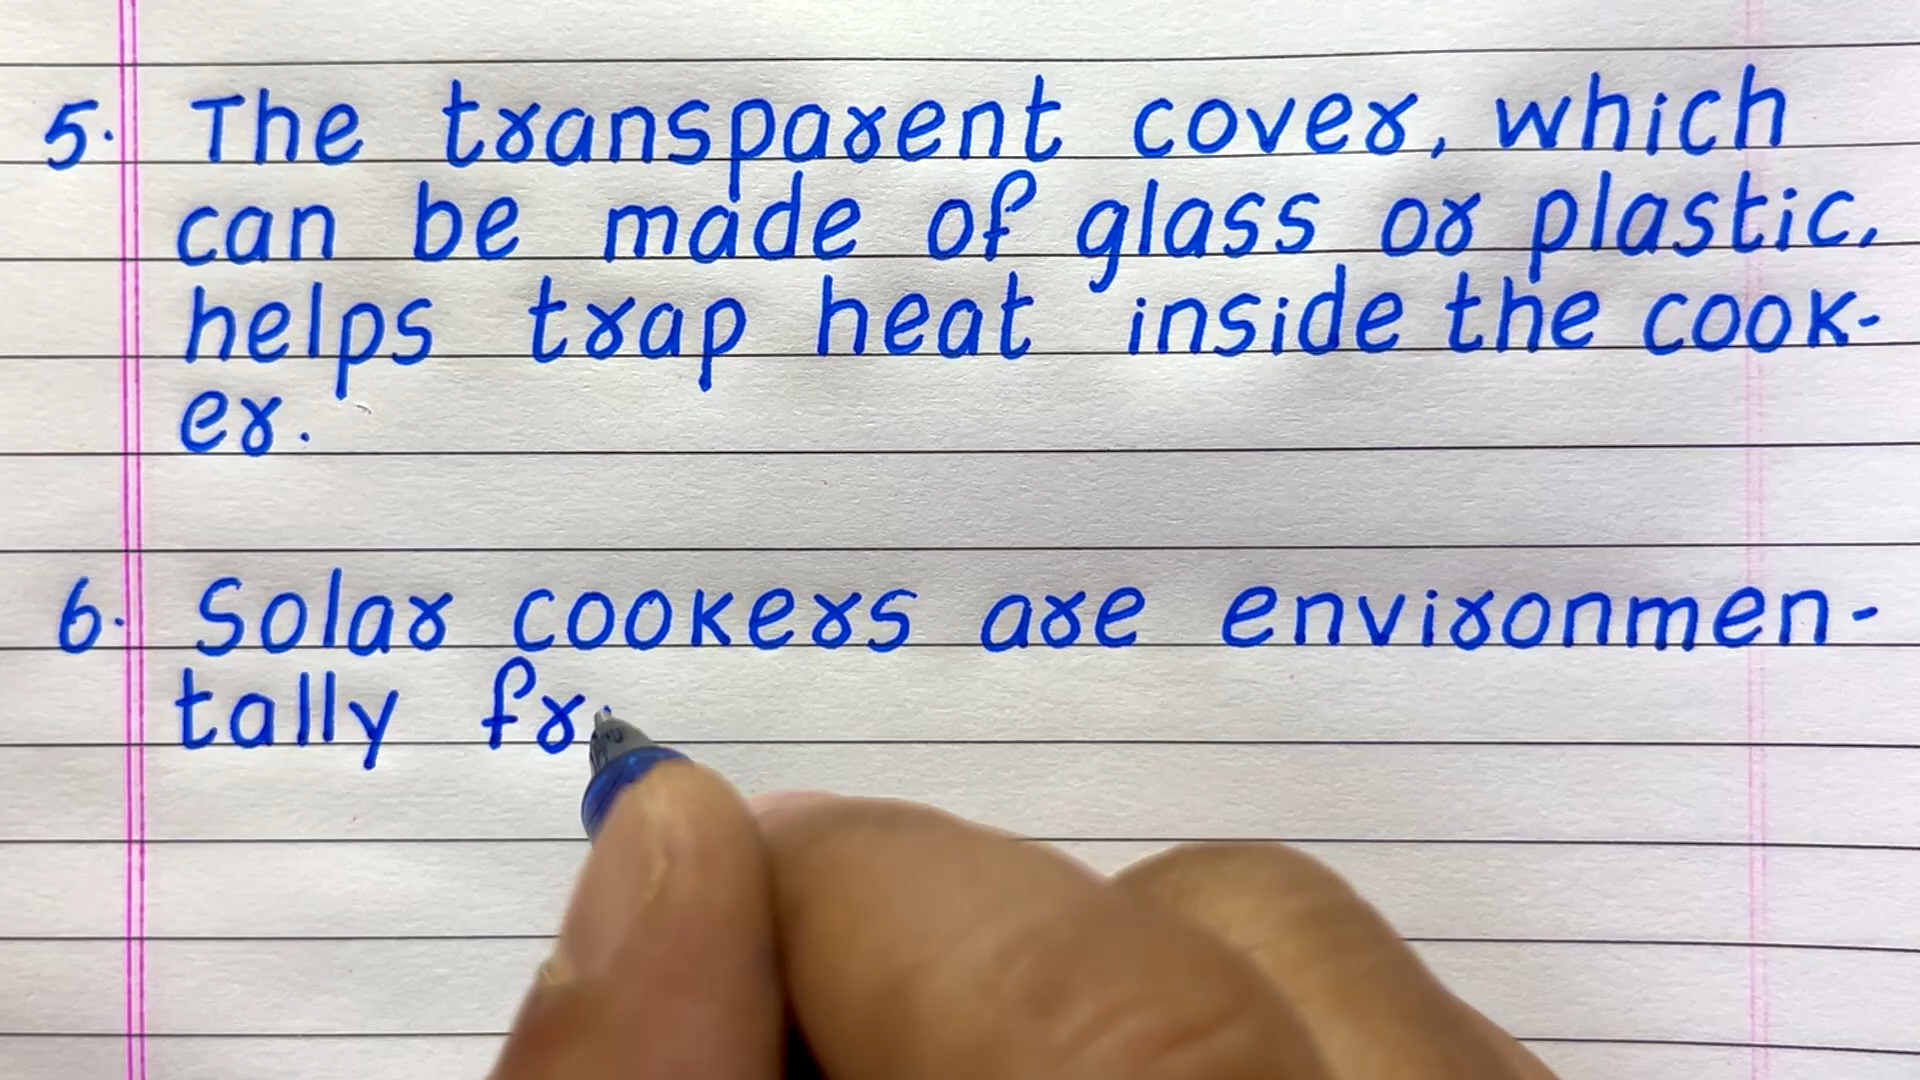 5. The transparent cover, which
can be made of glass or plastic,
helps trap heat inside the cook-
er.
6. Solar cookers are environmen-
tally fr